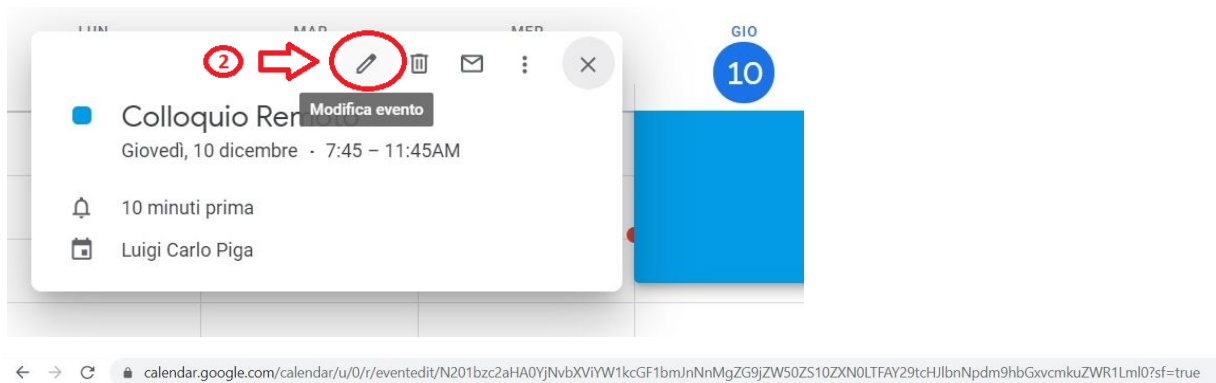 LUN MAR MER GIO
10
2
Modifica evento
Colloquio Remoto
Giovedì, 10 dicembre · 7:45 – 11:45AM
10 minuti prima
Luigi Carlo Piga
calendar.google.com/calendar/u/0/r/eventedit/N201bzc2aHA0YjNvbXViYW1kcGF1bmJnNnMgZG9jZW50ZS10ZXN0LTFAY29tcHJlbnNpdm9hbGxvcmkuZWR1Lml0?sf=true